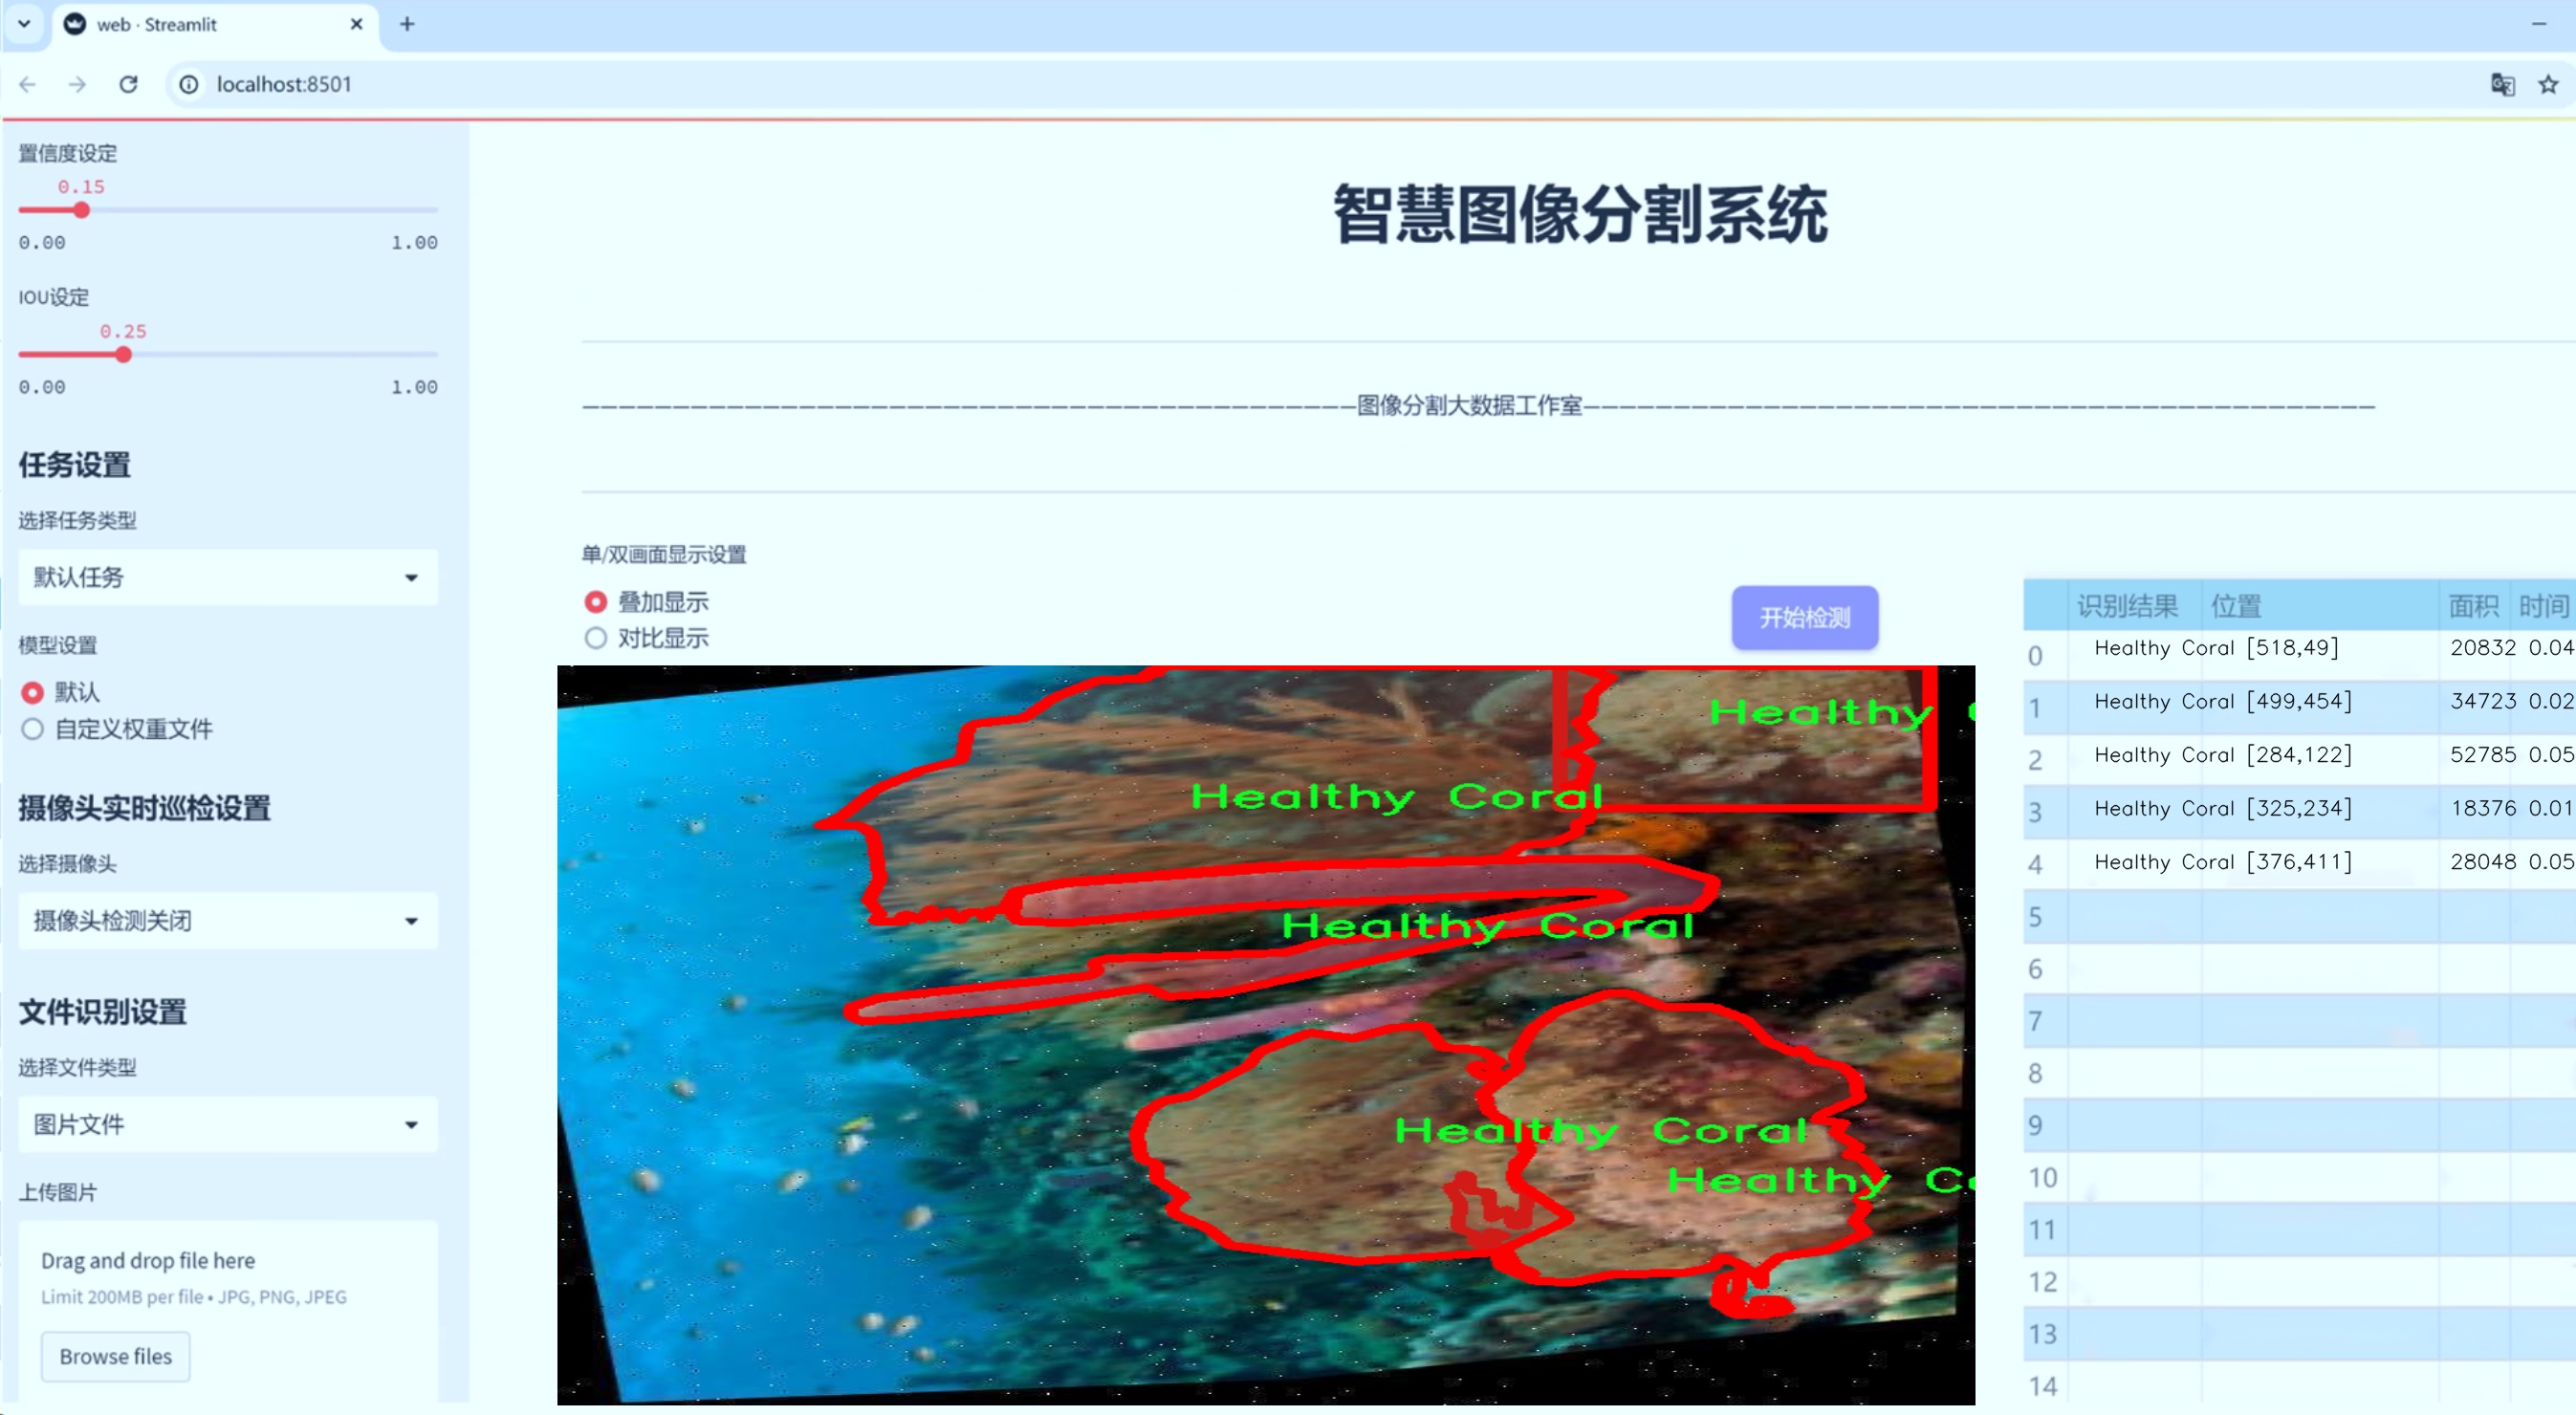 web · Streamlit
localhost:8501
置信度设定
0.15
0.00 1.00
IOU设定
0.25
0.00 1.00
任务设置
选择任务类型
默认任务
模型设置
默认
自定义权重文件
摄像头实时巡检设置
选择摄像头
摄像头检测关闭
文件识别设置
选择文件类型
图片文件
上传图片
Drag and drop file here
Limit 200MB per file • JPG, PNG, JPEG
Browse files
智慧图像分割系统
图像分割大数据工作室
单/双画面显示设置
叠加显示
对比显示
开始检测
Healthy
Healthy Coral
Healthy Coral
Healthy Coral
Healthy
识别结果 位置 面积 时间
0 Healthy Coral [518,49] 20832 0.04
1 Healthy Coral [499,454] 34723 0.02
2 Healthy Coral [284,122] 52785 0.05
3 Healthy Coral [325,234] 18376 0.01
4 Healthy Coral [376,411] 28048 0.05
5
6
7
8
9
10
11
12
13
14